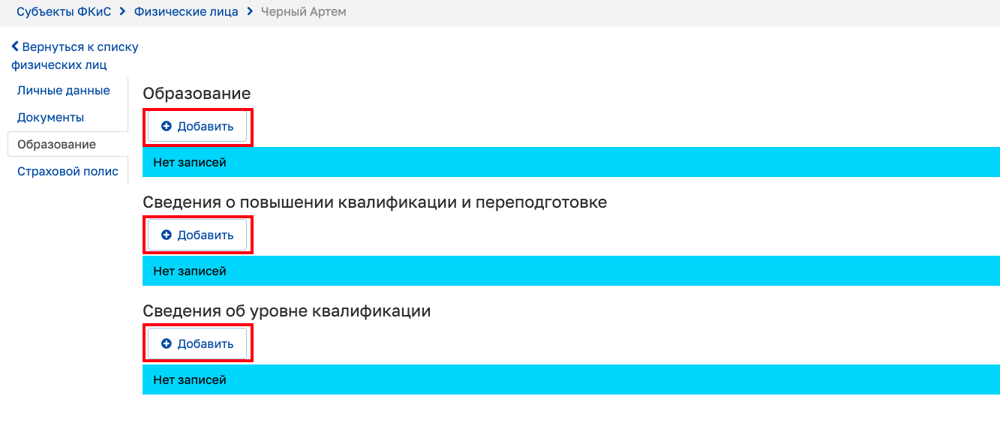 Субъекты ФКиС > Физические лица > Черный Артем
Вернуться к списку
физических лиц
Личные данные
Документы
Образование
Страховой полис
Образование
Добавить
Нет записей
Сведения о повышении квалификации и переподготовке
Добавить
Нет записей
Сведения об уровне квалификации
Добавить
Нет записей